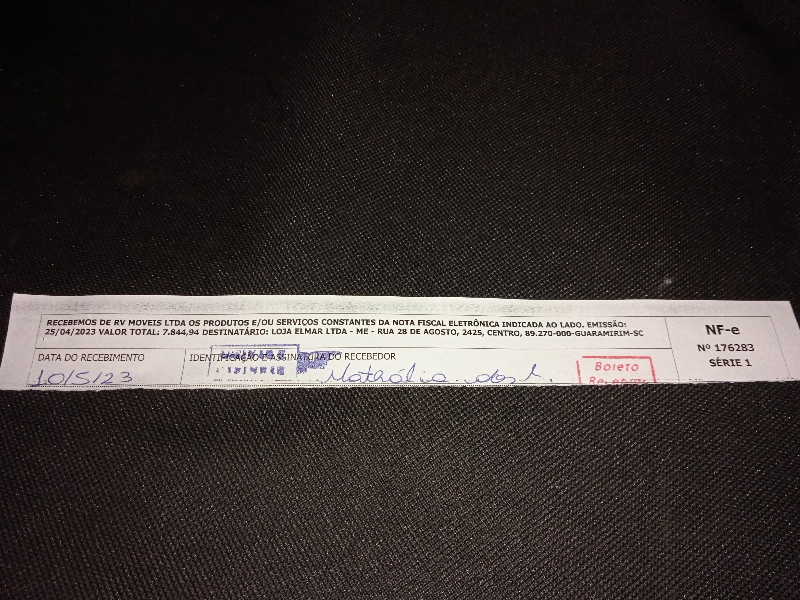 RECEBEMOS DE RV MOVEIS LTDA OS PRODUTOS E/OU SERVIÇOS CONSTANTES DA NOTA FISCAL ELETRÔNICA INDICADA AO LADO. EMISSÃO:
25/04/2023 VALOR TOTAL: 7.844,94 DESTINATÁRIO: LOJA ELMAR LTDA - ME - RUA 28 DE AGOSTO, 2425, CENTRO, 89.270-000-GUARAMIRIM-SC
DATA DO RECEBIMENTO
10/5/23
IDENTIFICAÇÃO E ASSINATURA DO RECEBEDOR
Boleto
NF-e
Nº 176283
SÉRIE 1